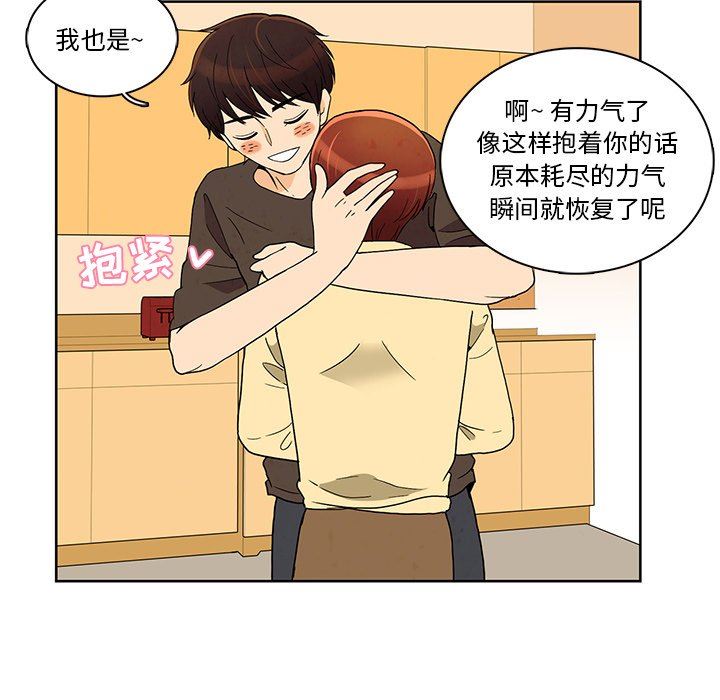 我也是~
啊~ 有力气了
像这样抱着你的话
原本耗尽的力气
瞬间就恢复了呢
抱紧♥